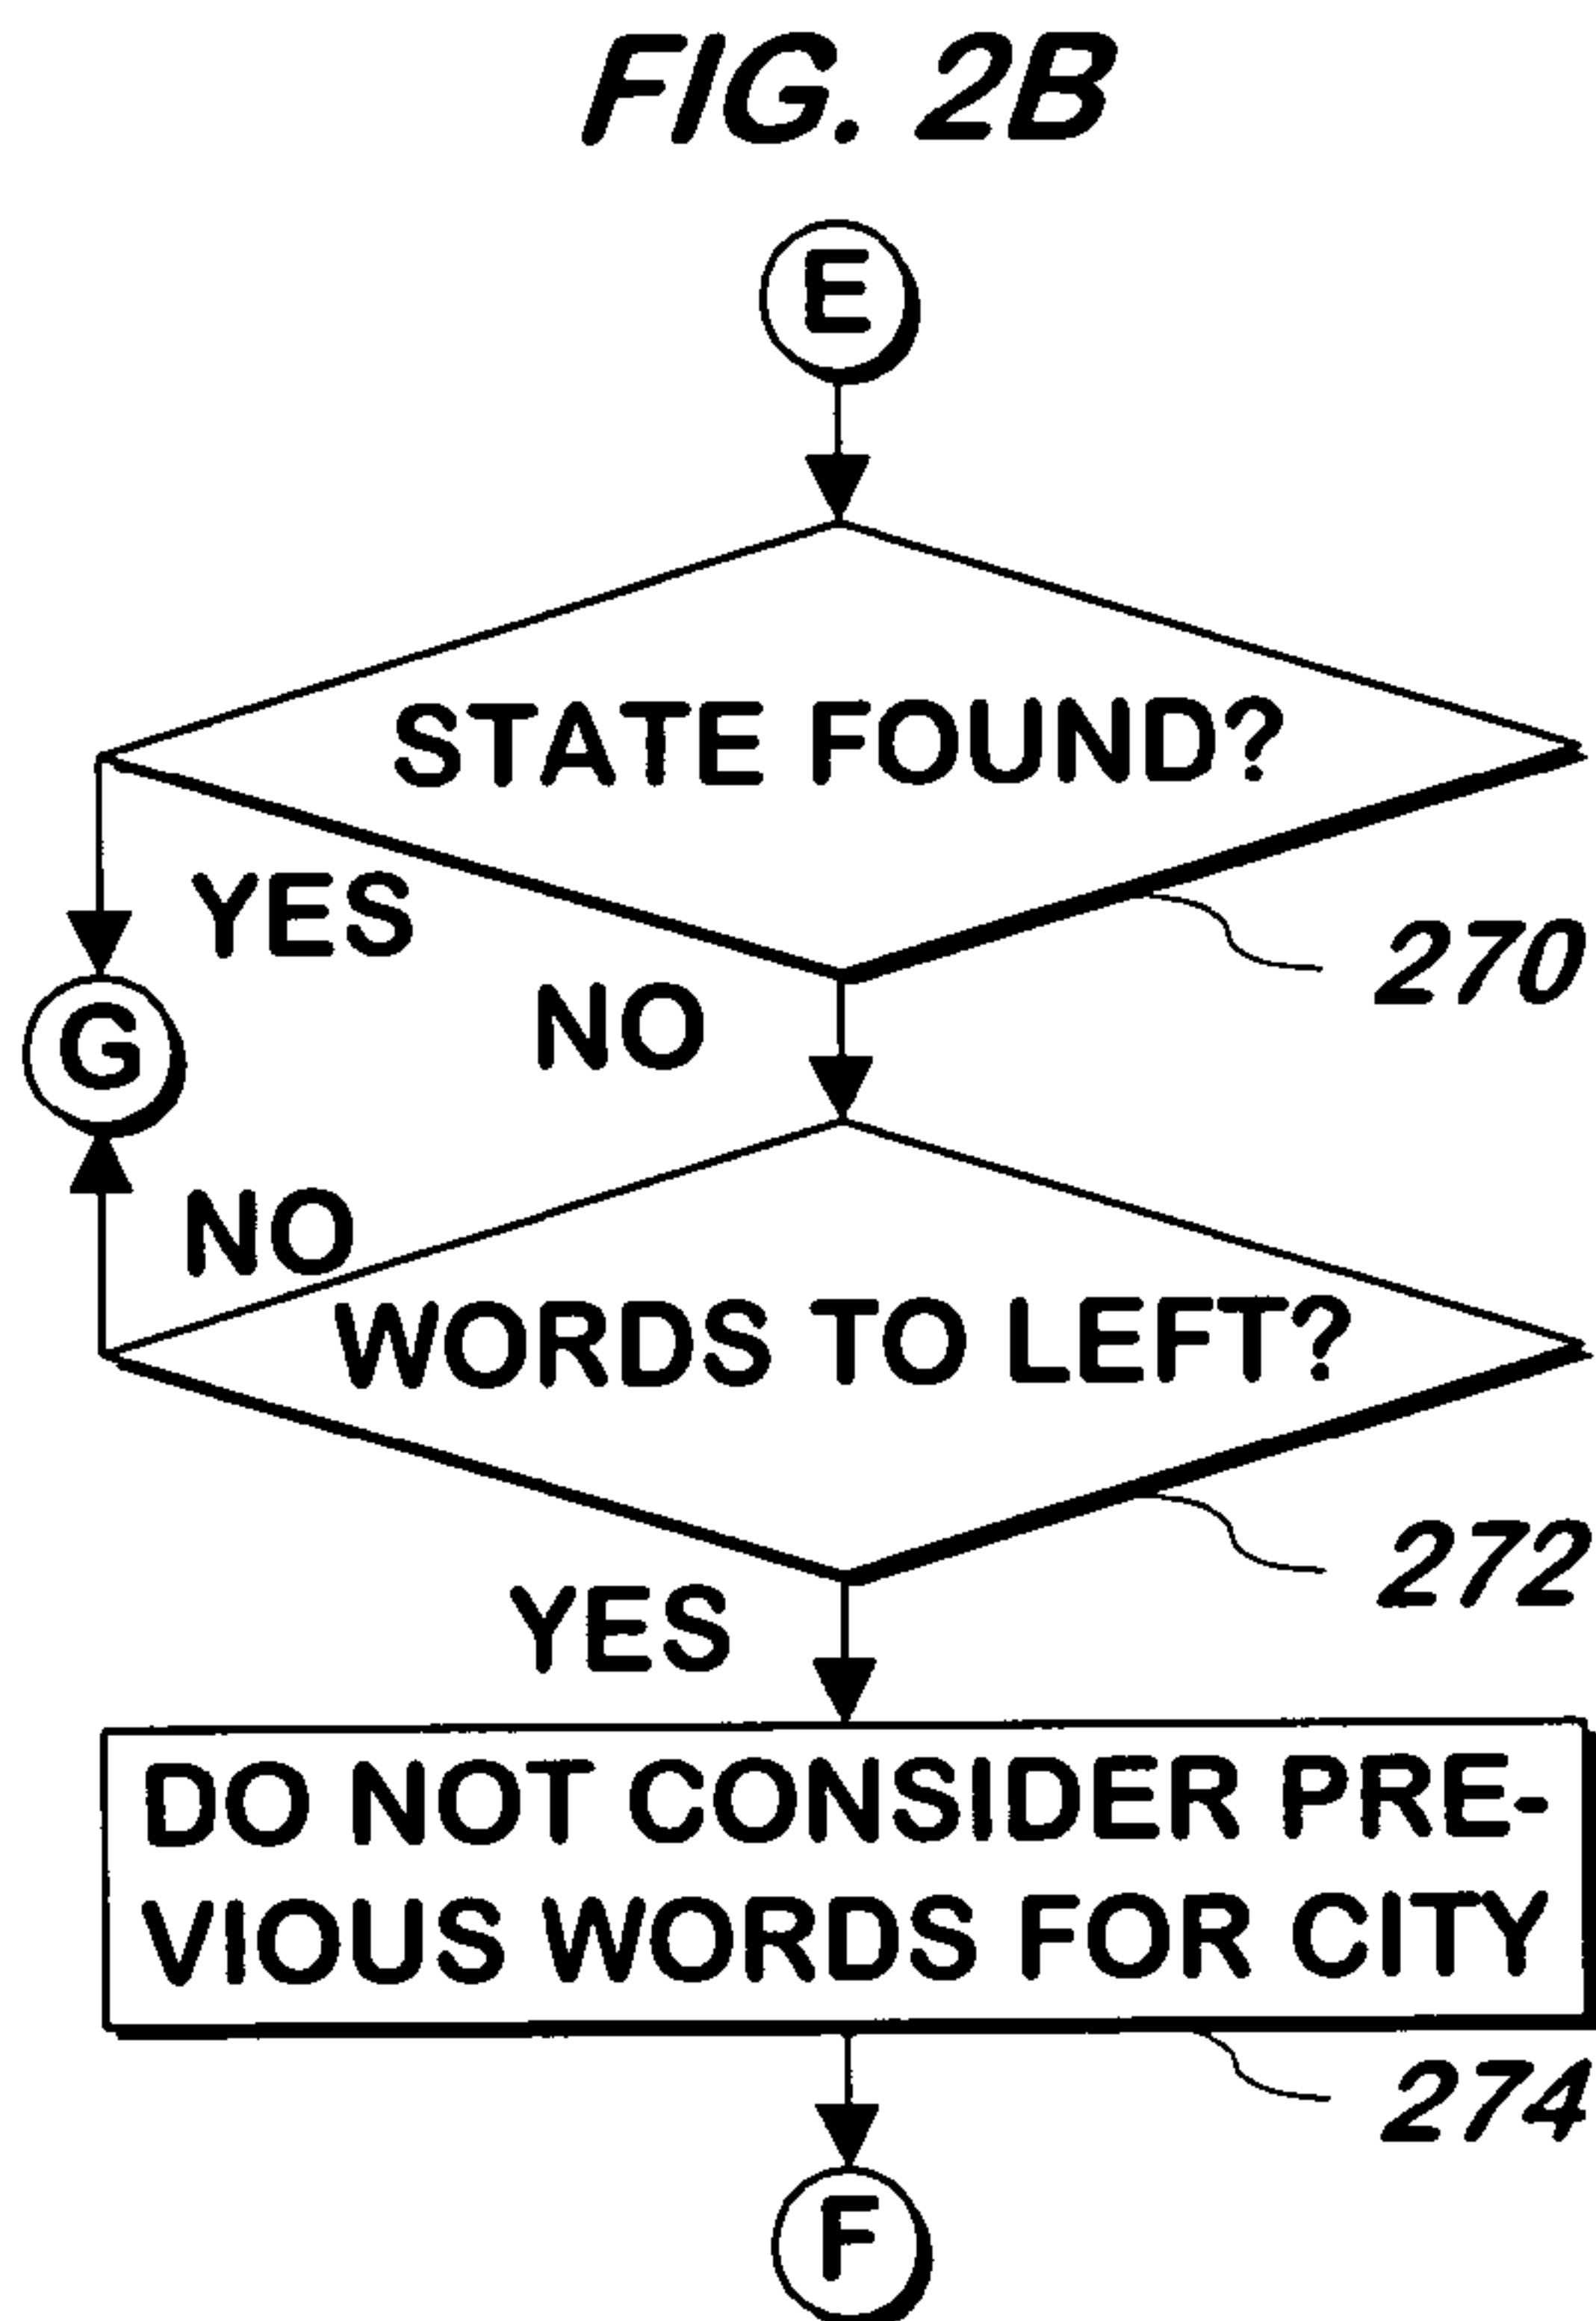 FIG. 2B
E
STATE FOUND?
YES
270
NO
G
NO
WORDS TO LEFT?
272
YES
DO NOT CONSIDER PRE-
VIOUS WORDS FOR CITY
274
F